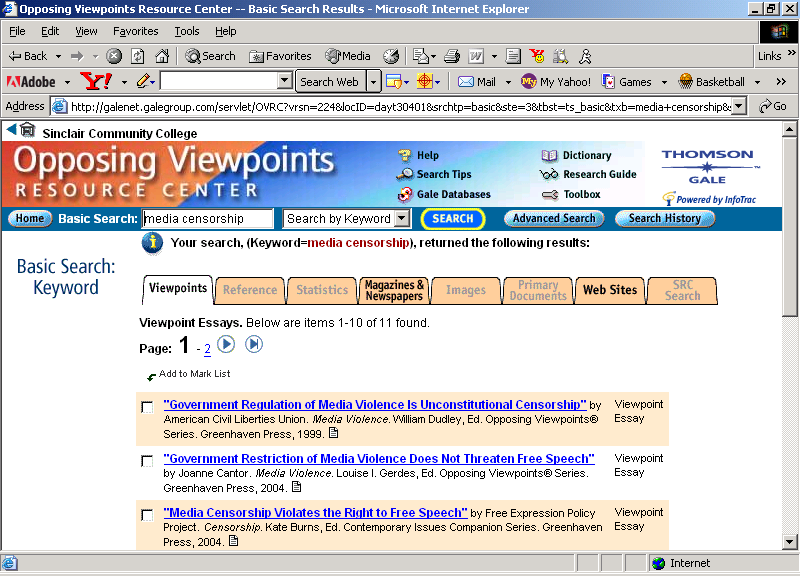 Opposing Viewpoints Resource Center -- Basic Search Results - Microsoft Internet Explorer
File Edit View Favorites Tools Help
Back Search Favorites Media Links »
Adobe Y! Search Web Mail My Yahoo! Games Basketball »
Address http://galenet.galegroup.com/servlet/OVRC?vrsn=224&locID=dayt30401&srchtp=basic&ste=3&tbst=ts_basic&txb=media+censorship& Go
Sinclair Community College
Opposing Viewpoints
RESOURCE CENTER
Help Dictionary
Search Tips Research Guide
Gale Databases Toolbox
THOMSON
GALE
Powered by InfoTrac
Home Basic Search: media censorship Search by Keyword SEARCH Advanced Search Search History
Your search, (Keyword=media censorship), returned the following results:
Basic Search:
Keyword
Viewpoints Reference Statistics Magazines & Newspapers Images Primary Documents Web Sites SRC Search
Viewpoint Essays. Below are items 1-10 of 11 found.
Page: 1 - 2
Add to Mark List
"Government Regulation of Media Violence Is Unconstitutional Censorship" by Viewpoint
American Civil Liberties Union. Media Violence. William Dudley, Ed. Opposing Viewpoints® Essay
Series. Greenhaven Press, 1999.
"Government Restriction of Media Violence Does Not Threaten Free Speech" Viewpoint
by Joanne Cantor. Media Violence. Louise I. Gerdes, Ed. Opposing Viewpoints® Series. Essay
Greenhaven Press, 2004.
"Media Censorship Violates the Right to Free Speech" by Free Expression Policy Viewpoint
Project. Censorship. Kate Burns, Ed. Contemporary Issues Companion Series. Greenhaven Essay
Press, 2004.
Internet